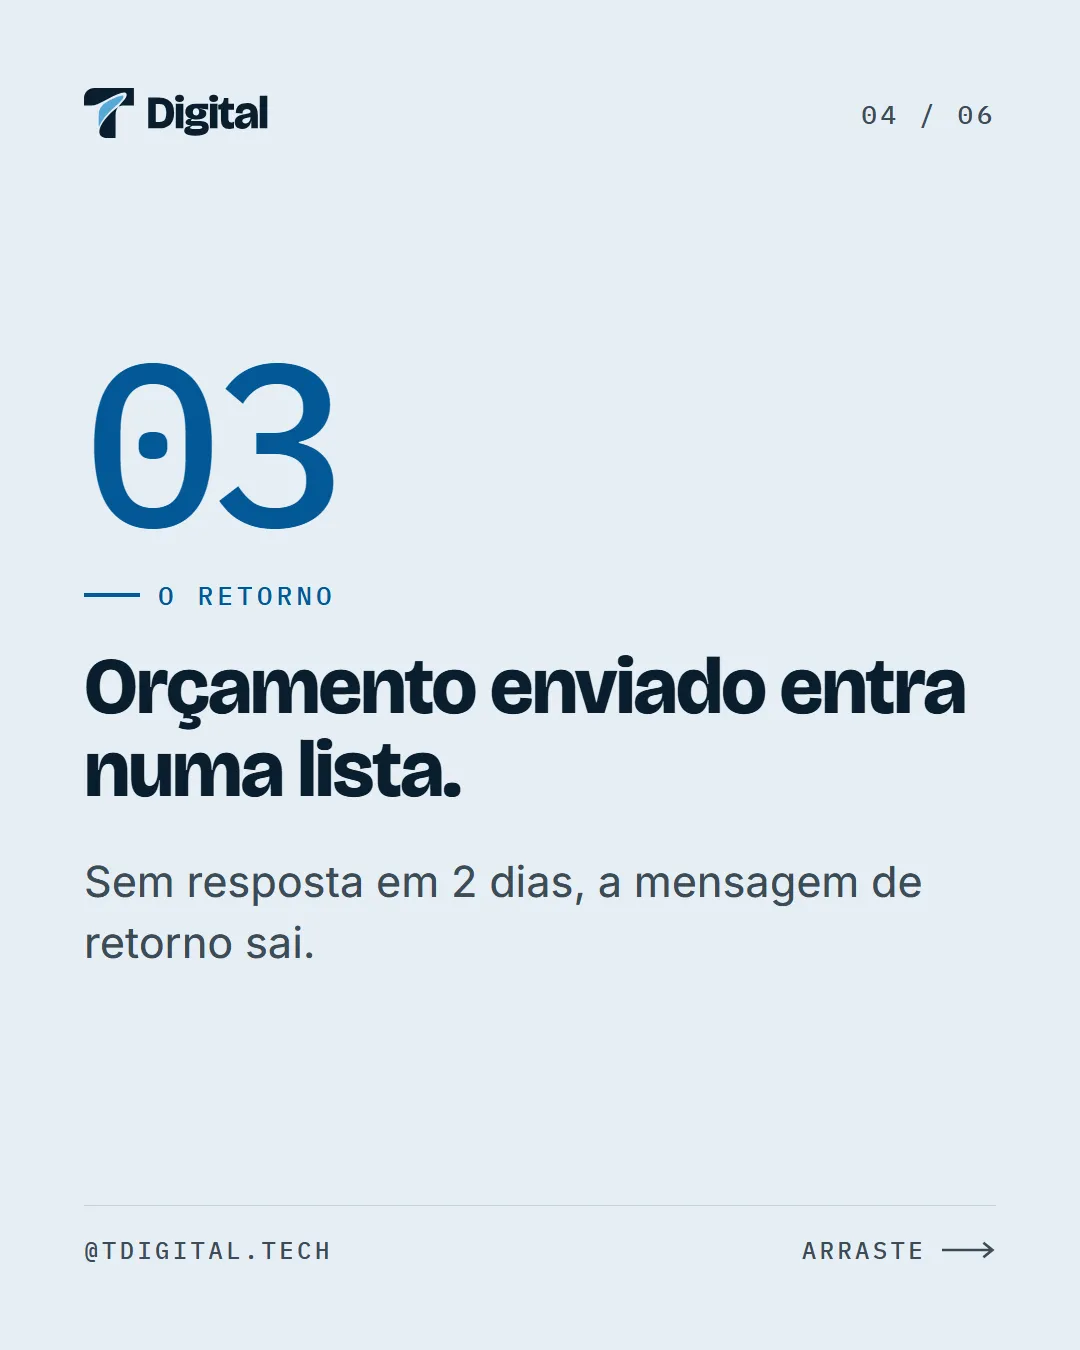 Digital
04 / 06
03
O RETORNO
Orçamento enviado entra
numa lista.
Sem resposta em 2 dias, a mensagem de
retorno sai.
@TDIGITAL.TECH
ARRASTE